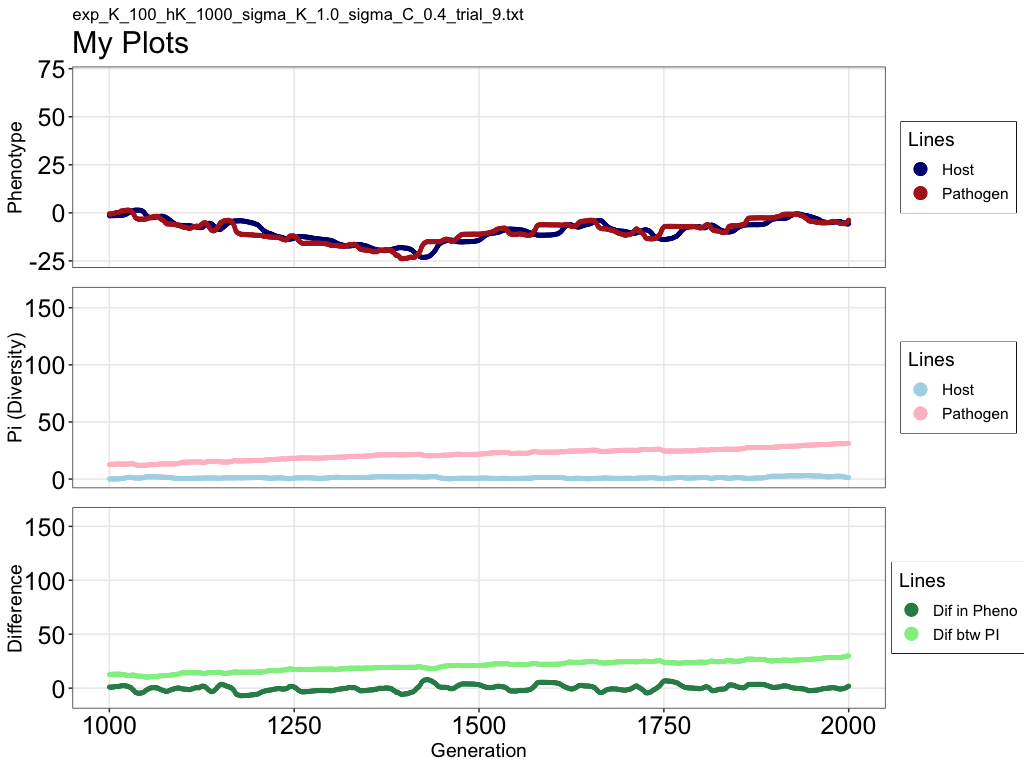 exp_K_100_hK_1000_sigma_K_1.0_sigma_C_0.4_trial_9.txt
My Plots
Phenotype
75
50
25
0
-25
Lines
Host
Pathogen
Pi (Diversity)
150
100
50
0
Lines
Host
Pathogen
Difference
150
100
50
0
Lines
Dif in Pheno
Dif btw PI
1000 1250 1500 1750 2000
Generation